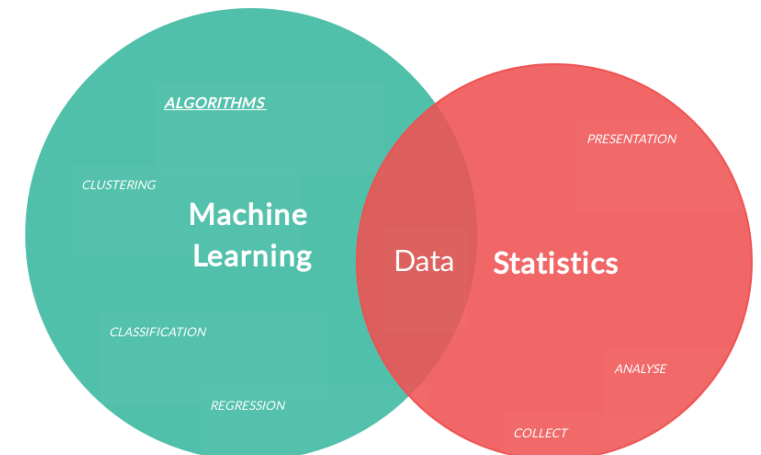 ALGORITHMS
PRESENTATION
CLUSTERING
Machine
Learning
Data
Statistics
CLASSIFICATION
ANALYSE
REGRESSION
COLLECT